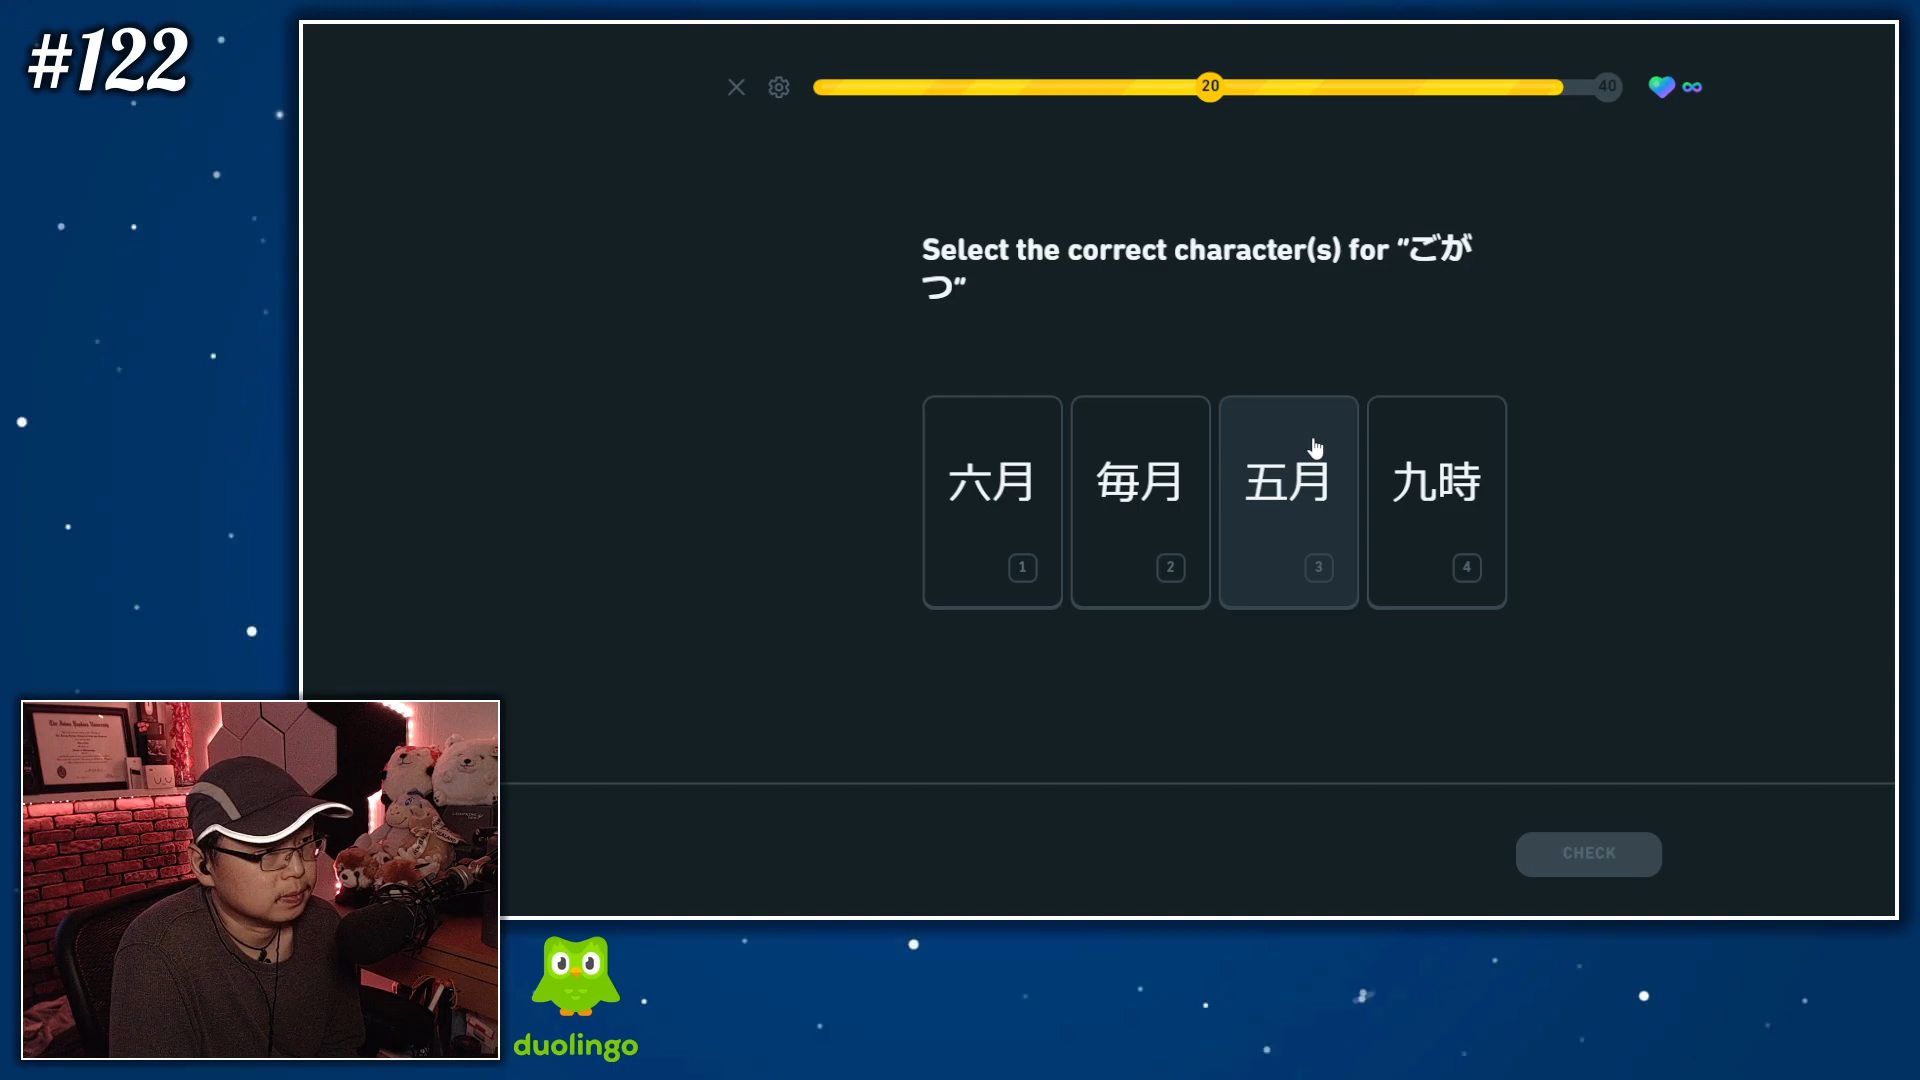 #122
20
40
Select the correct character(s) for "ごが
つ"
六月
毎月
五月
九時
1
2
3
4
CHECK
duolingo